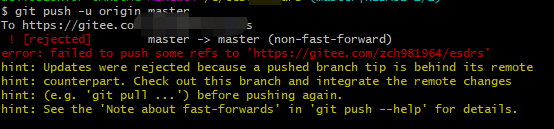 $ git push -u origin master
To https://gitee.co s
! [rejected] master -> master (non-fast-forward)
error: failed to push some refs to 'https://gitee.com/zch981964/esdrs'
hint: Updates were rejected because a pushed branch tip is behind its remote
hint: counterpart. Check out this branch and integrate the remote changes
hint: (e.g. 'git pull ...') before pushing again.
hint: See the 'Note about fast-forwards' in 'git push --help' for details.